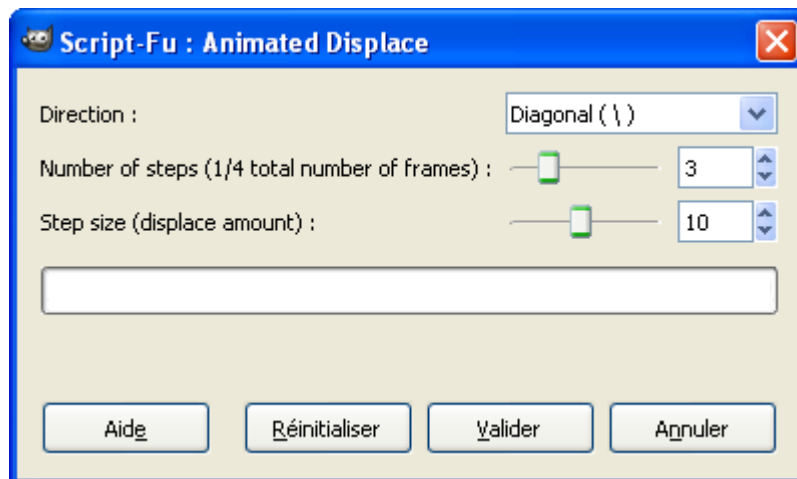 Script-Fu : Animated Displace
Direction : Diagonal ( \ )
Number of steps (1/4 total number of frames) : 3
Step size (displace amount) : 10
Aide Réinitialiser Valider Annuler